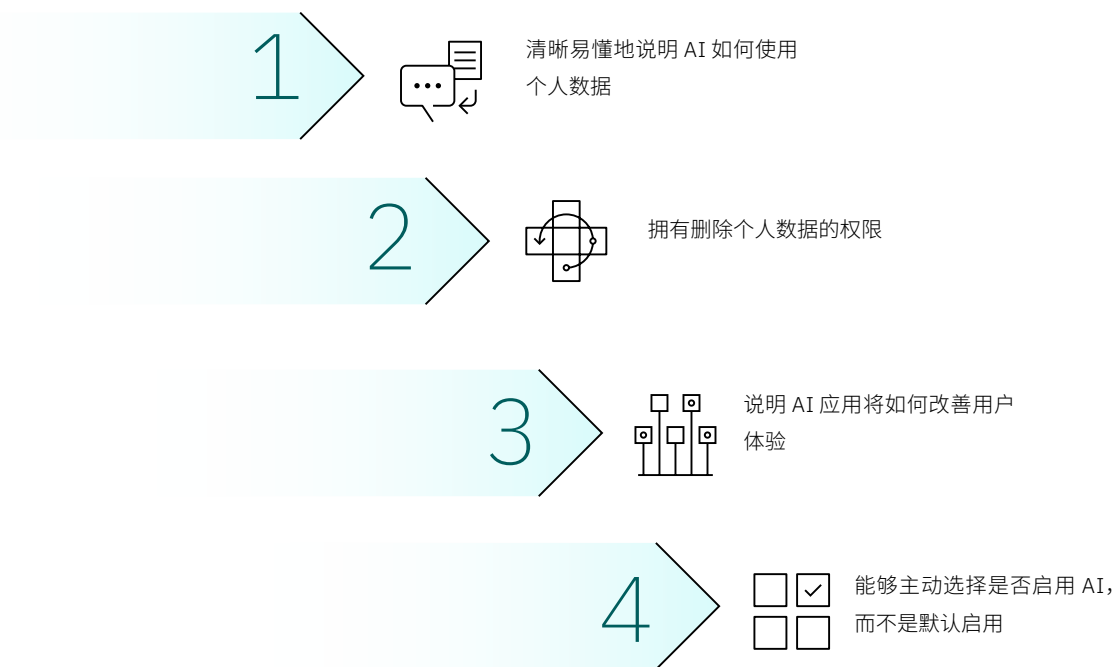 1
清晰易懂地说明 AI 如何使用
个人数据
2
拥有删除个人数据的权限
3
说明 AI 应用将如何改善用户
体验
4
能够主动选择是否启用 AI，
而不是默认启用